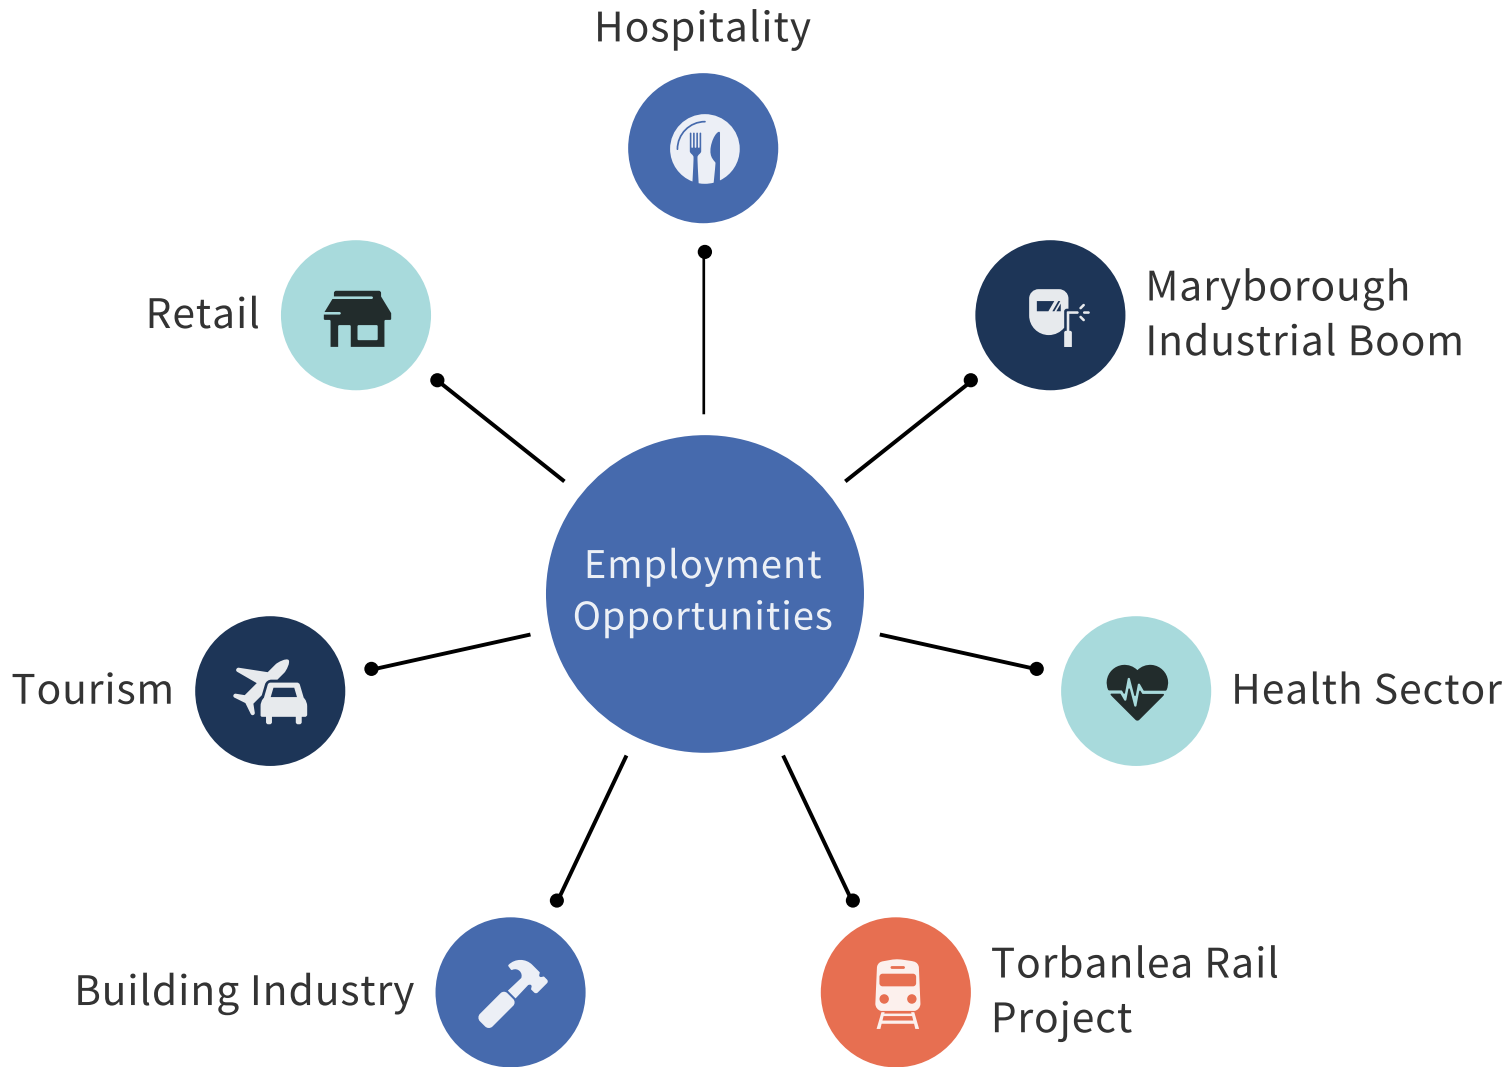 Hospitality
Maryborough
Industrial Boom
Retail
Employment
Opportunities
Tourism
Health Sector
Building Industry
Torbanlea Rail
Project